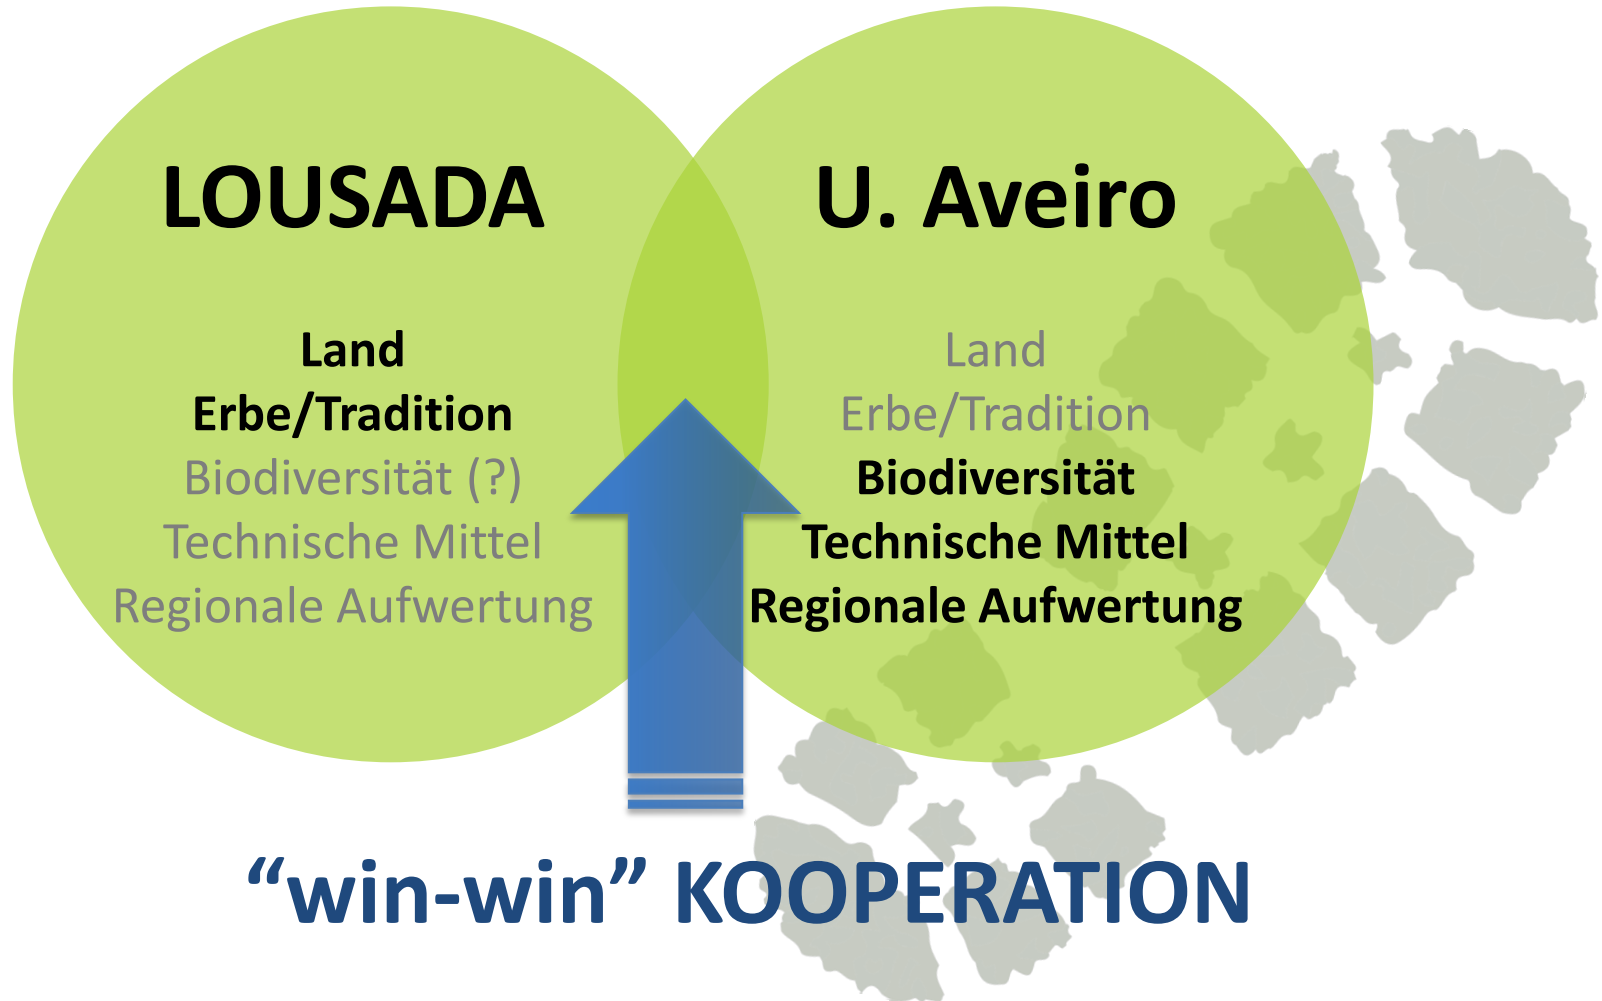 LOUSADA
Land
Erbe/Tradition
Biodiversität (?)
Technische Mittel
Regionale Aufwertung
U. Aveiro
Land
Erbe/Tradition
Biodiversität
Technische Mittel
Regionale Aufwertung
“win-win” KOOPERATION